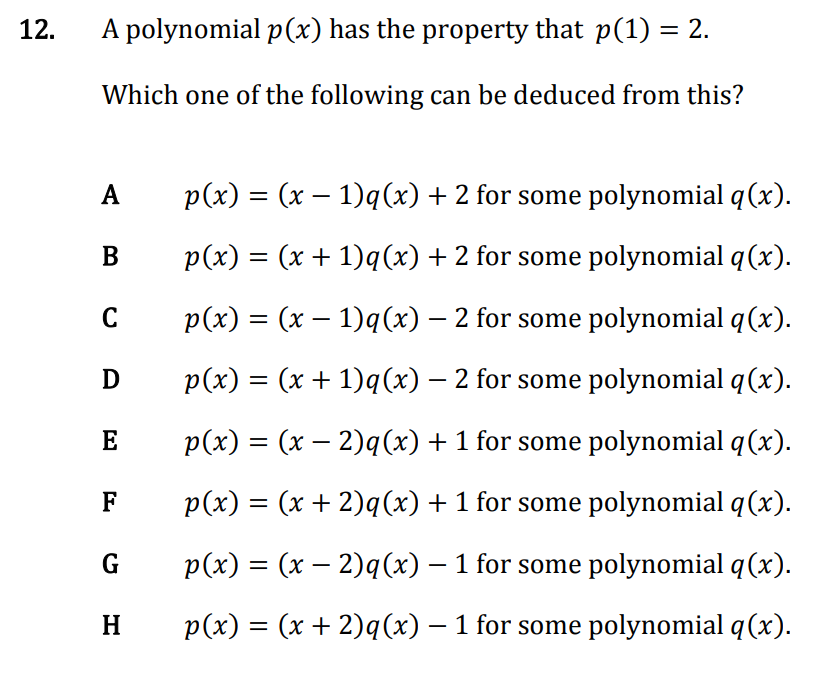 12. A polynomial p(x) has the property that p(1) = 2.
Which one of the following can be deduced from this?
A p(x) = (x − 1)q(x) + 2 for some polynomial q(x).
B p(x) = (x + 1)q(x) + 2 for some polynomial q(x).
C p(x) = (x − 1)q(x) − 2 for some polynomial q(x).
D p(x) = (x + 1)q(x) − 2 for some polynomial q(x).
E p(x) = (x − 2)q(x) + 1 for some polynomial q(x).
F p(x) = (x + 2)q(x) + 1 for some polynomial q(x).
G p(x) = (x − 2)q(x) − 1 for some polynomial q(x).
H p(x) = (x + 2)q(x) − 1 for some polynomial q(x).